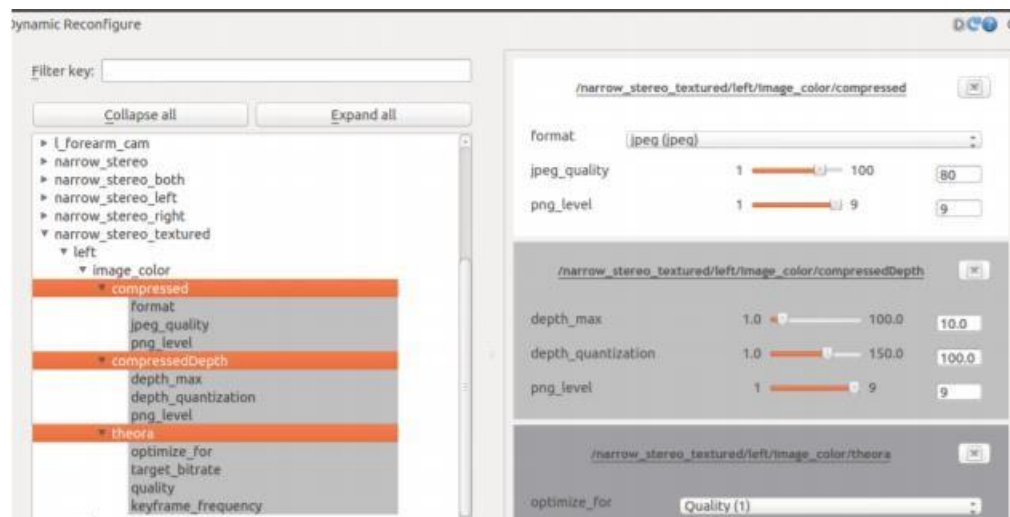 Dynamic Reconfigure
D
Filter key:
Collapse all Expand all
l_forearm_cam
narrow_stereo
narrow_stereo_both
narrow_stereo_left
narrow_stereo_right
narrow_stereo_textured
left
image_color
compressed
format
jpeg_quality
png_level
compressedDepth
depth_max
depth_quantization
png_level
theora
optimize_for
target_bitrate
quality
keyframe_frequency
/narrow_stereo_textured/left/image_color/compressed
format jpeg (jpeg)
jpeg_quality 1 100 80
png_level 1 9 9
/narrow_stereo_textured/left/image_color/compressedDepth
depth_max 1.0 100.0 10.0
depth_quantization 1.0 150.0 100.0
png_level 1 9 9
/narrow_stereo_textured/left/image_color/theora
optimize_for Quality (1)